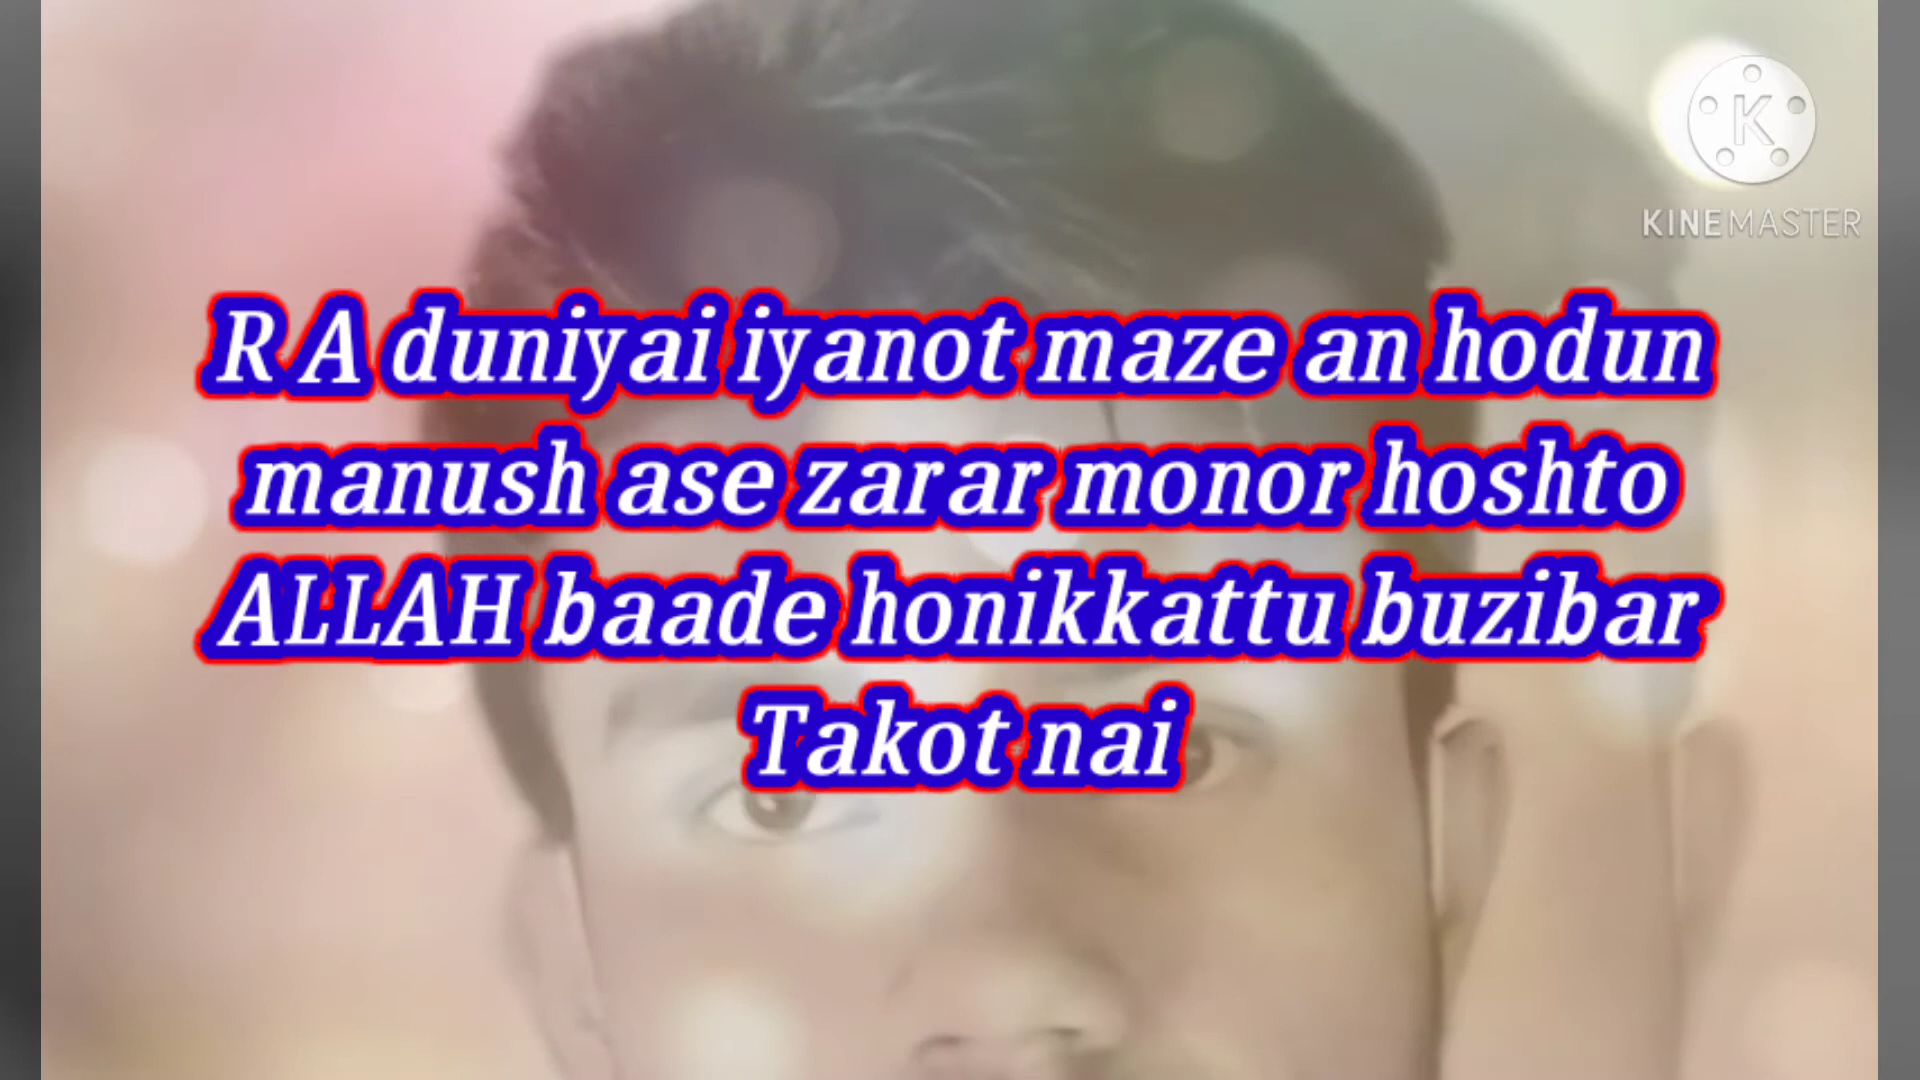 KINEMASTER
R A duniyai iyanot maze an hodun
manush ase zarar monor hoshto
ALLAH baade honikkattu buzibar
Takot nai